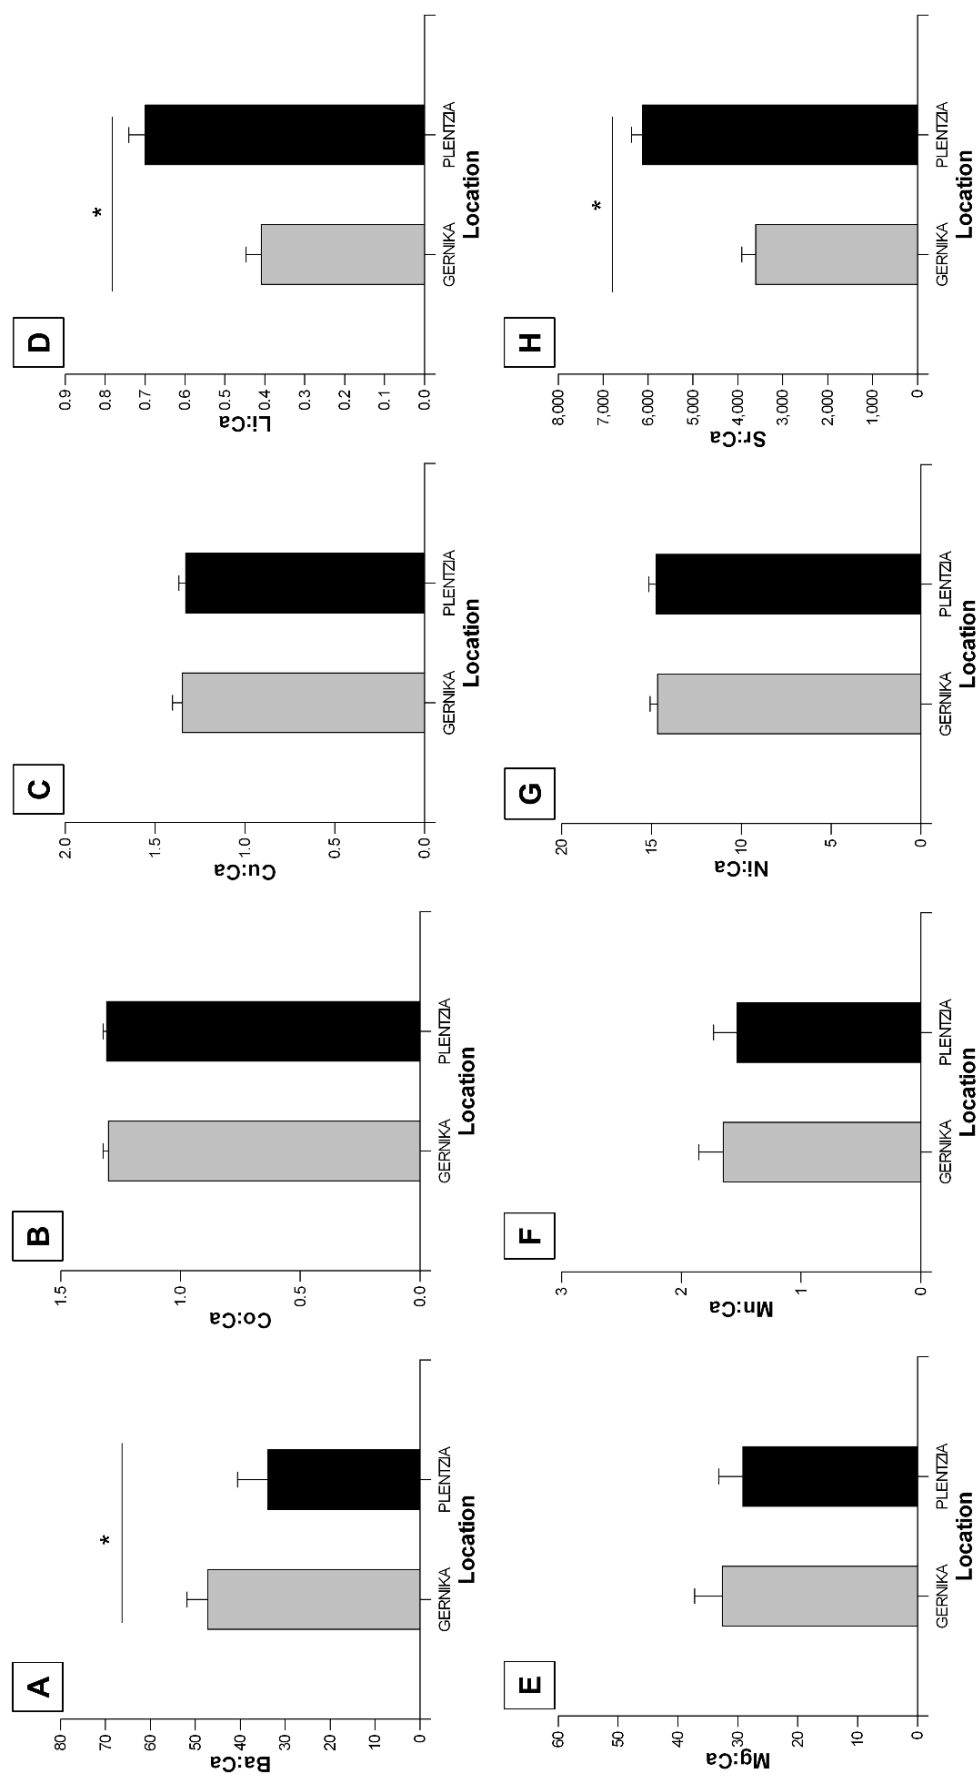 A
Ba:Ca
80
70
60
50
40
30
20
10
0
*
GERNIKA
PLENTZIA
Location
B
Co:Ca
1.5
1.0
0.5
0.0
GERNIKA
PLENTZIA
Location
C
Cu:Ca
2.0
1.5
1.0
0.5
0.0
GERNIKA
PLENTZIA
Location
D
Li:Ca
0.9
0.8
0.7
0.6
0.5
0.4
0.3
0.2
0.1
0.0
*
GERNIKA
PLENTZIA
Location
E
Mg:Ca
60
50
40
30
20
10
0
GERNIKA
PLENTZIA
Location
F
Mn:Ca
3
2
1
0
GERNIKA
PLENTZIA
Location
G
Ni:Ca
20
15
10
5
0
GERNIKA
PLENTZIA
Location
H
Sr:Ca
8,000
7,000
6,000
5,000
4,000
3,000
2,000
1,000
0
*
GERNIKA
PLENTZIA
Location